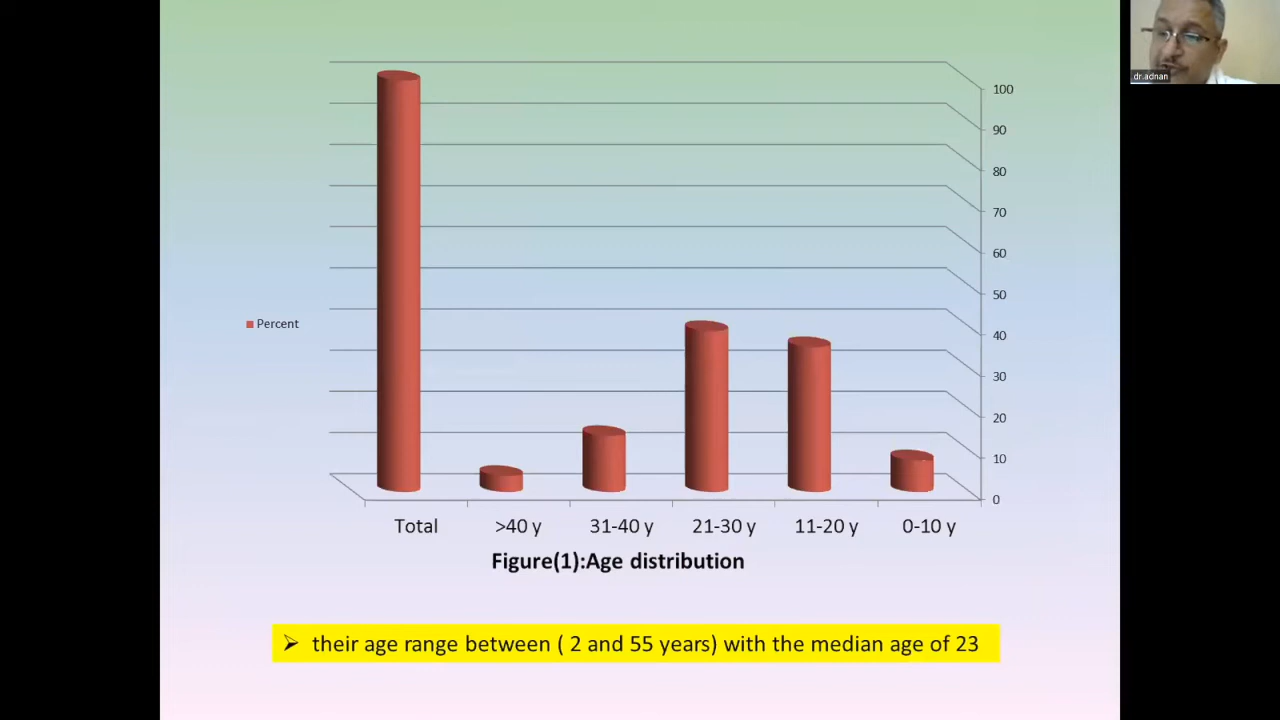 dr.adnan
100
90
80
70
60
50
40
30
20
10
0
Percent
Total >40 y 31-40 y 21-30 y 11-20 y 0-10 y
Figure(1):Age distribution
➢ their age range between ( 2 and 55 years) with the median age of 23